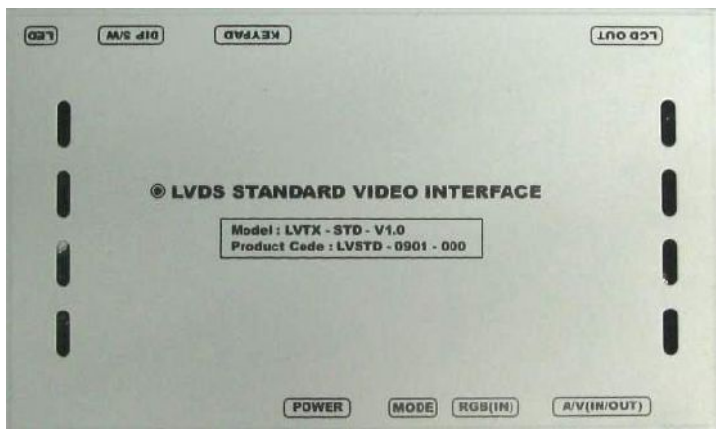 LED DIP S/W KEYPAD LCD OUT
LVDS STANDARD VIDEO INTERFACE
Model : LVTX - STD - V1.0
Product Code : LVSTD - 0901 - 000
POWER MODE RGB(IN) A/V(IN/OUT)